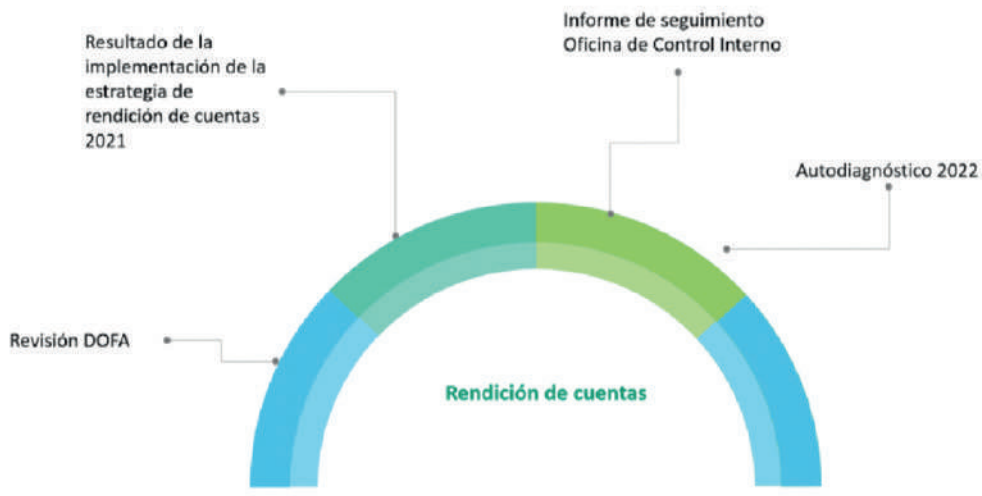 Informe de seguimiento
Oficina de Control Interno
Resultado de la
implementación de la
estrategia de
rendición de cuentas
2021
Autodiagnóstico 2022
Revisión DOFA
Rendición de cuentas